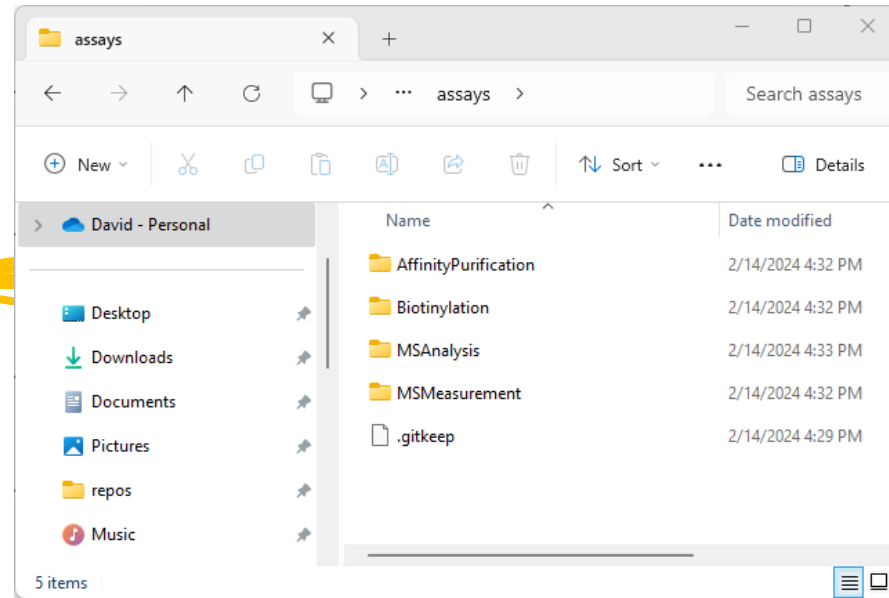 assays
assays
Search assays
New
Sort
Details
David - Personal
Name
Date modified
Desktop
Downloads
Documents
Pictures
repos
Music
AffinityPurification 2/14/2024 4:32 PM
Biotinylation 2/14/2024 4:32 PM
MSAnalysis 2/14/2024 4:33 PM
MSMeasurement 2/14/2024 4:32 PM
.gitkeep 2/14/2024 4:29 PM
5 items